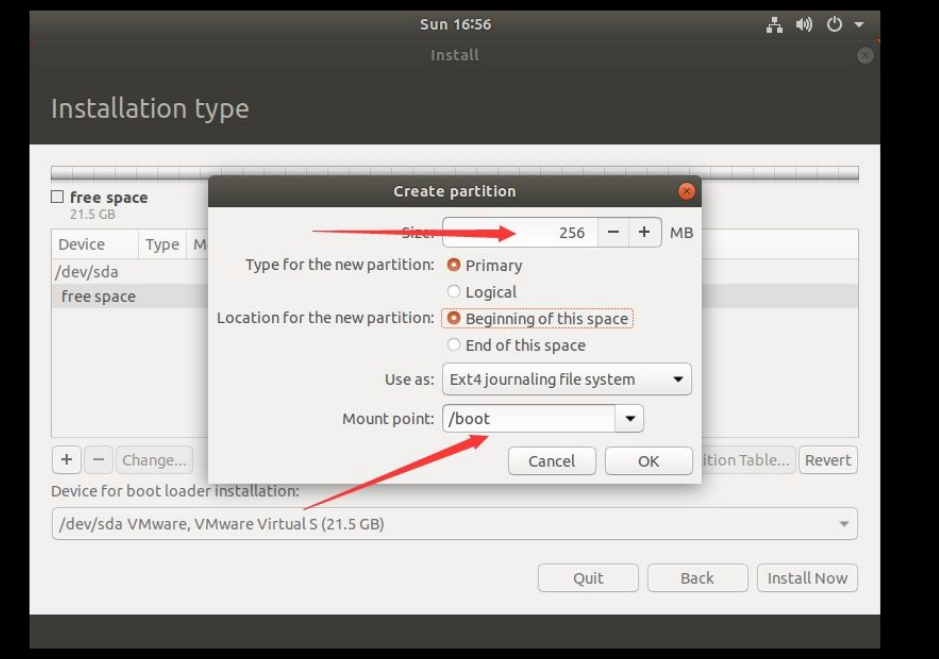 Sun 16:56
Install
Installation type
free space
21.5 GB
Device Type M
/dev/sda
free space
Create partition
Size: 256 − + MB
Type for the new partition: Primary
Logical
Location for the new partition: Beginning of this space
End of this space
Use as: Ext4 journaling file system
Mount point: /boot
Cancel OK
+ − Change... ition Table... Revert
Device for boot loader installation:
/dev/sda VMware, VMware Virtual S (21.5 GB)
Quit Back Install Now